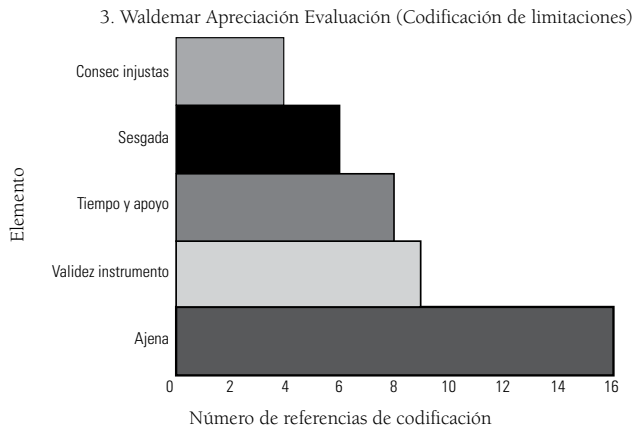 3. Waldemar Apreciación Evaluación (Codificación de limitaciones)
Consec injustas
Sesgada
Tiempo y apoyo
Validez instrumento
Ajena
Elemento
0 2 4 6 8 10 12 14 16
Número de referencias de codificación